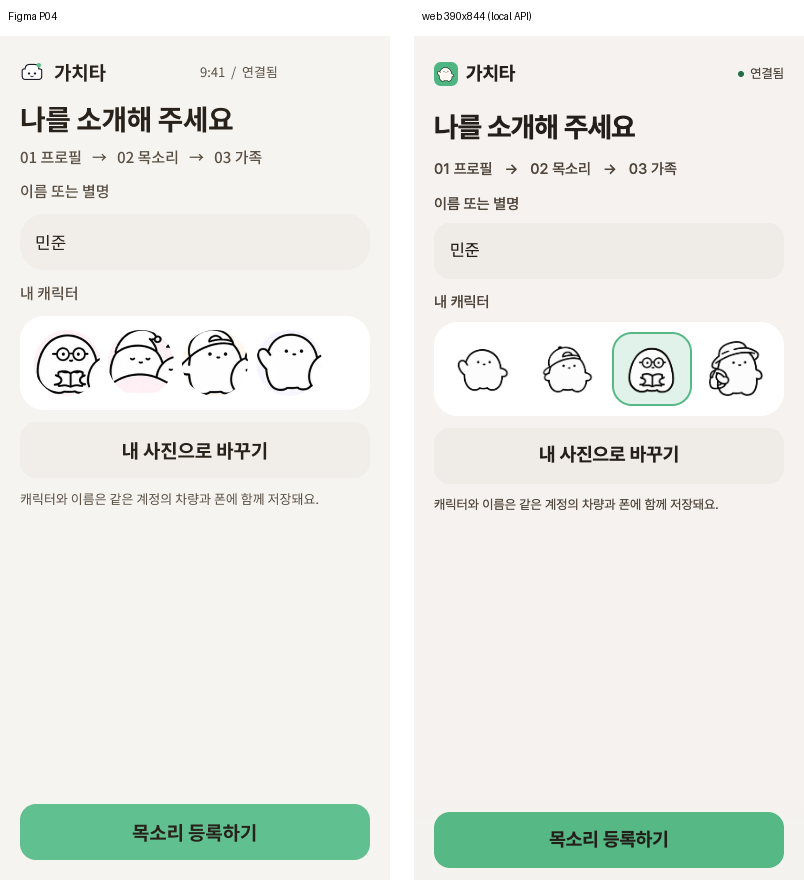 Figma P04
가치타
9:41 / 연결됨
나를 소개해 주세요
01 프로필 → 02 목소리 → 03 가족
이름 또는 별명
민준
내 캐릭터
내 사진으로 바꾸기
캐릭터와 이름은 같은 계정의 차량과 폰에 함께 저장돼요.
목소리 등록하기
web 390x844 (local API)
가치타
연결됨
나를 소개해 주세요
01 프로필 → 02 목소리 → 03 가족
이름 또는 별명
민준
내 캐릭터
내 사진으로 바꾸기
캐릭터와 이름은 같은 계정의 차량과 폰에 함께 저장돼요.
목소리 등록하기